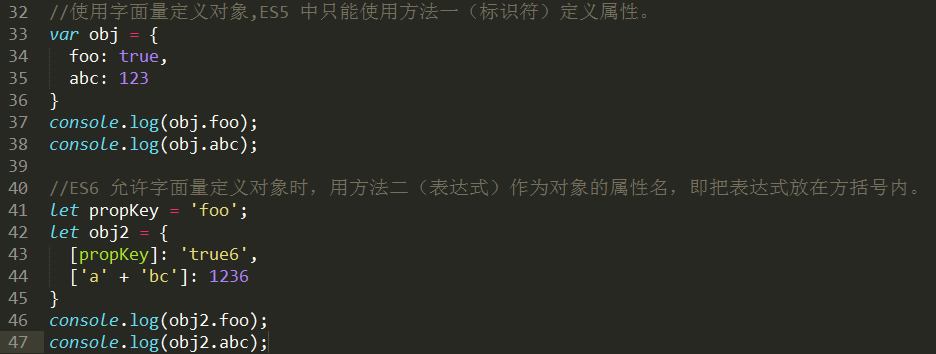 32 //使用字面量定义对象,ES5 中只能使用方法一（标识符）定义属性。
33 var obj = {
34   foo: true,
35   abc: 123
36 }
37 console.log(obj.foo);
38 console.log(obj.abc);
39
40 //ES6 允许字面量定义对象时，用方法二（表达式）作为对象的属性名，即把表达式放在方括号内。
41 let propKey = 'foo';
42 let obj2 = {
43   [propKey]: 'true6',
44   ['a' + 'bc']: 1236
45 }
46 console.log(obj2.foo);
47 console.log(obj2.abc);